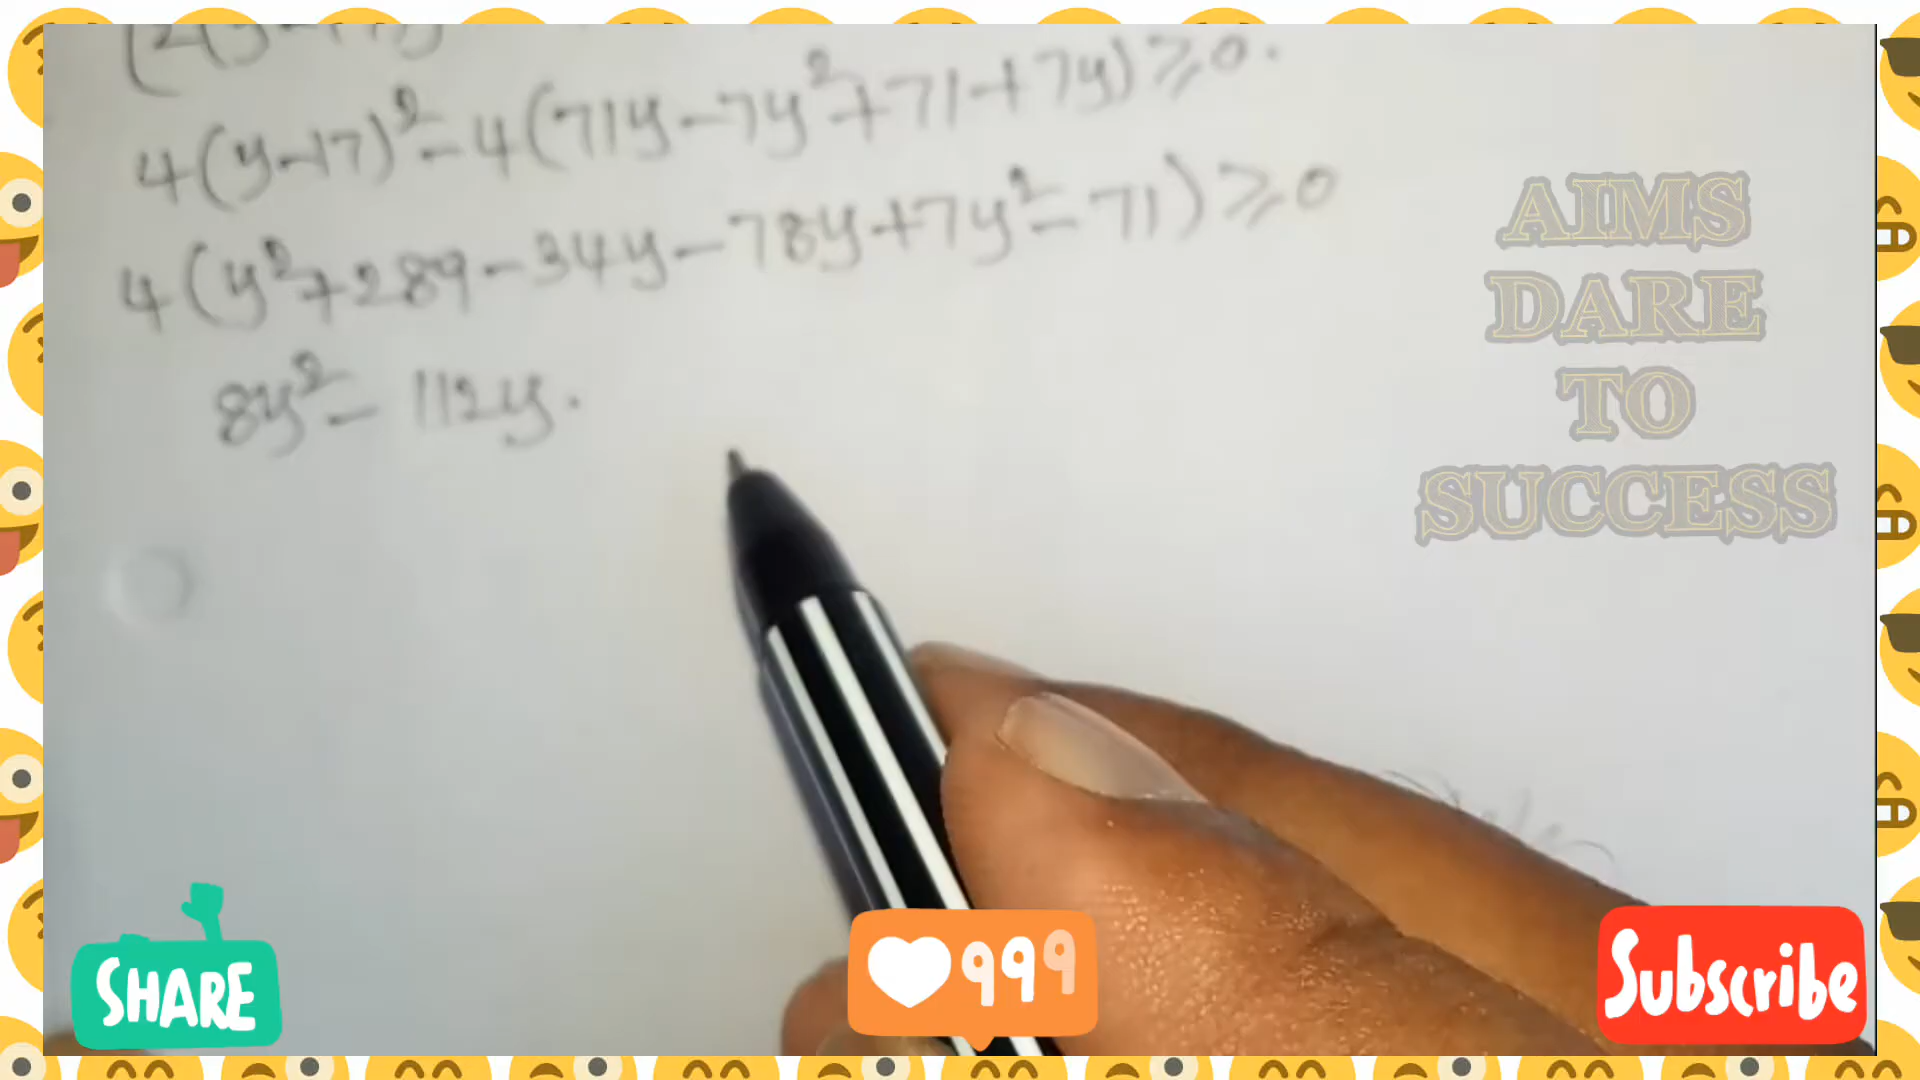 4(y-17)²-4(71y-7y²+71+7y)≥0.
4(y²+289-34y-78y+7y²-71)≥0
8y²-112y.
AIMS
DARE
TO
SUCCESS
SHARE
999
Subscribe